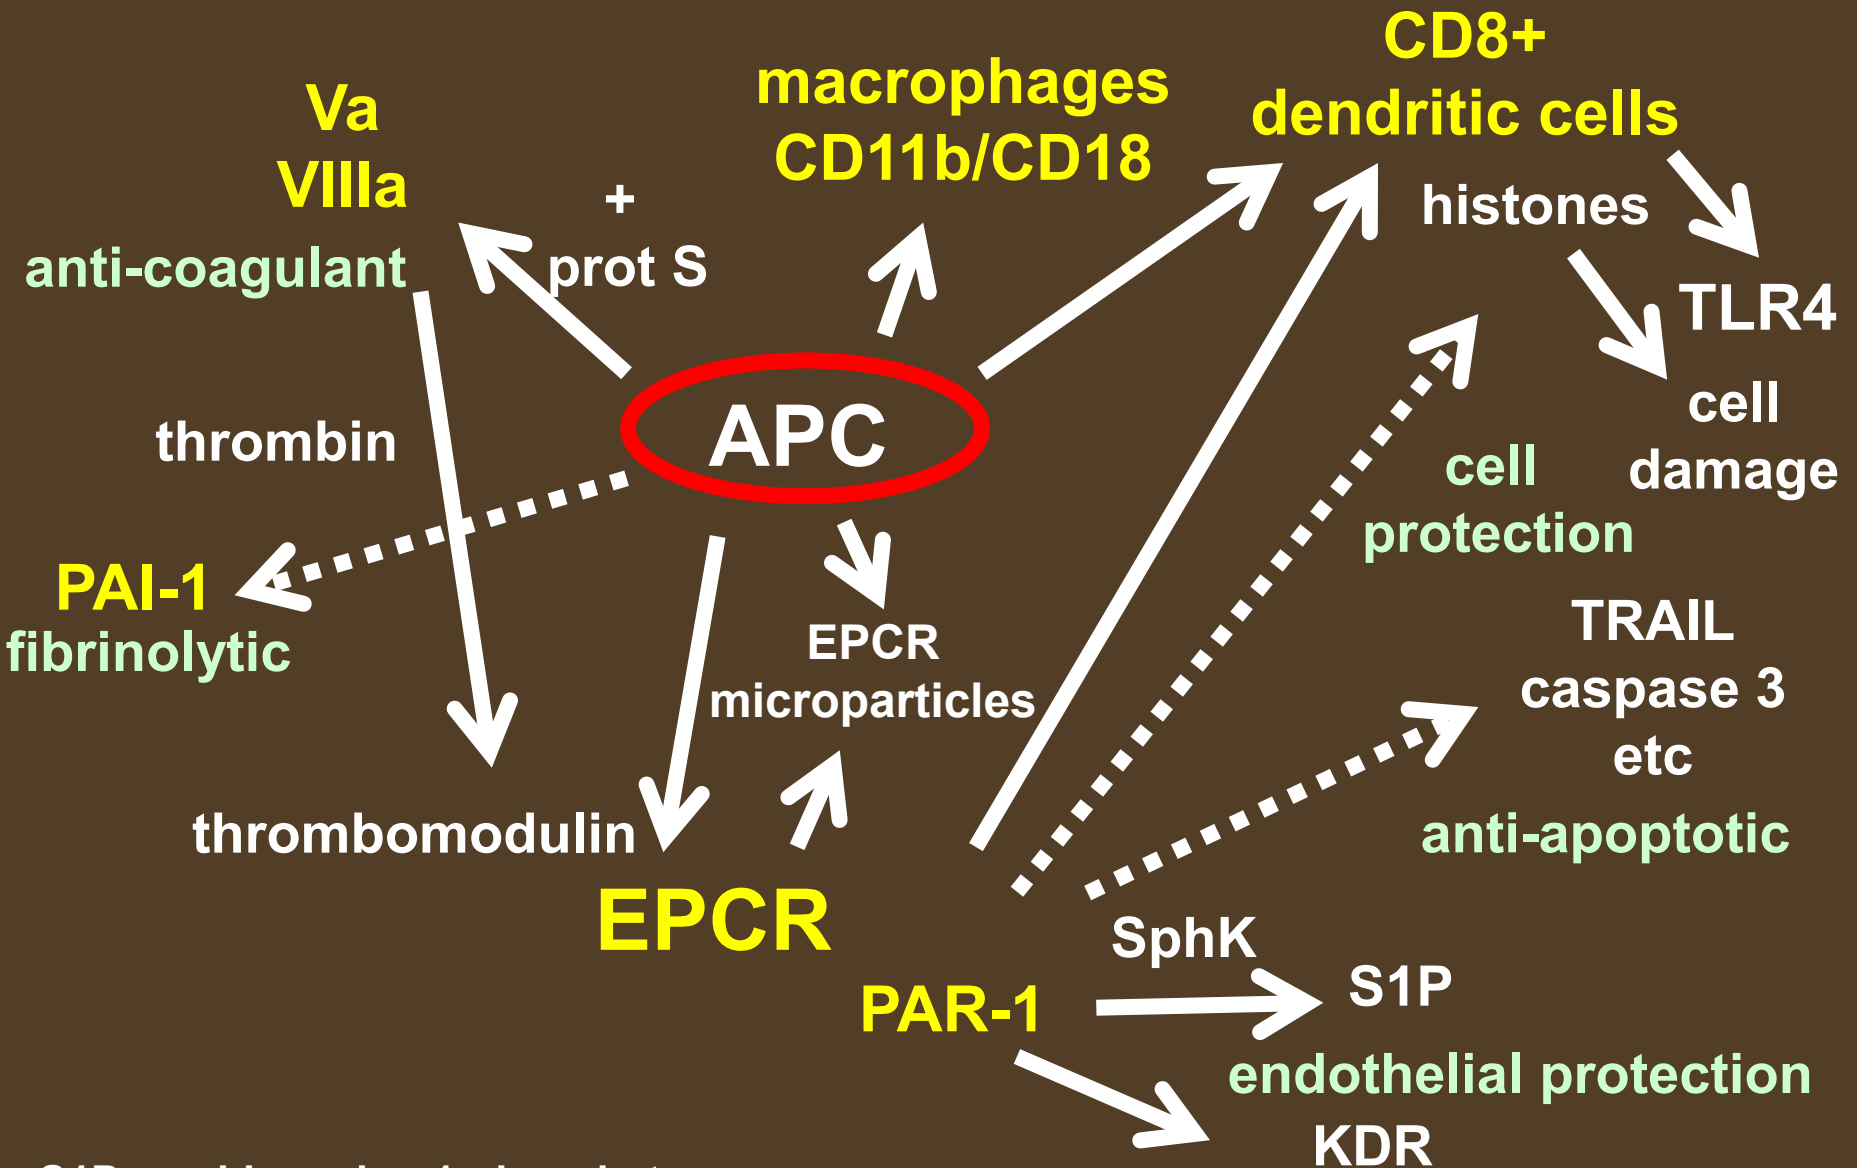 CD8+
dendritic cells
macrophages
CD11b/CD18
Va
VIIIa
anti-coagulant
+
prot S
histones
TLR4
cell
damage
APC
thrombin
cell
protection
PAI-1
fibrinolytic
EPCR
microparticles
TRAIL
caspase 3
etc
anti-apoptotic
thrombomodulin
EPCR
SphK
S1P
PAR-1
endothelial protection
KDR